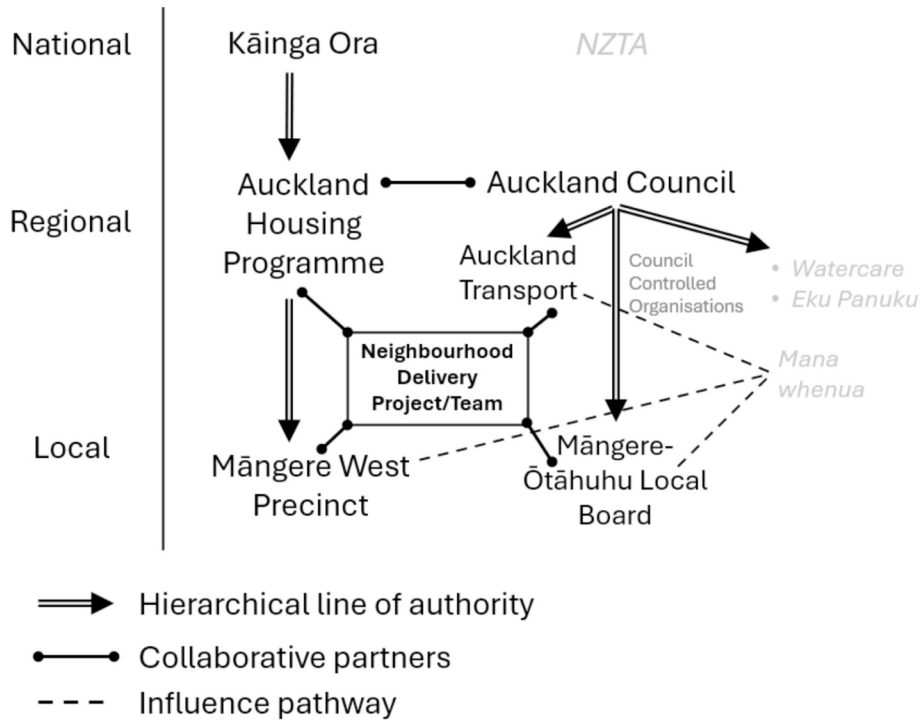 National
Kāinga Ora
NZTA
Regional
Auckland
Housing
Programme
Auckland Council
Auckland
Transport
Council
Controlled
Organisations
• Watercare
• Eku Panuku
Mana
whenua
Neighbourhood
Delivery
Project/Team
Local
Māngere West
Precinct
Māngere-
Ōtāhuhu Local
Board
Hierarchical line of authority
Collaborative partners
Influence pathway